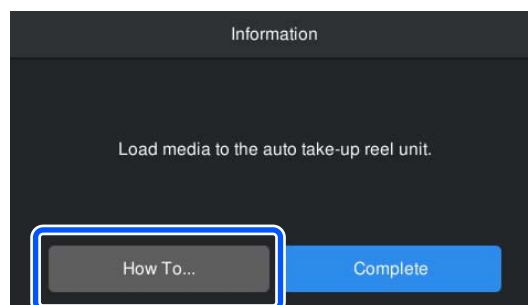 Information
Load media to the auto take-up reel unit.
How To...
Complete